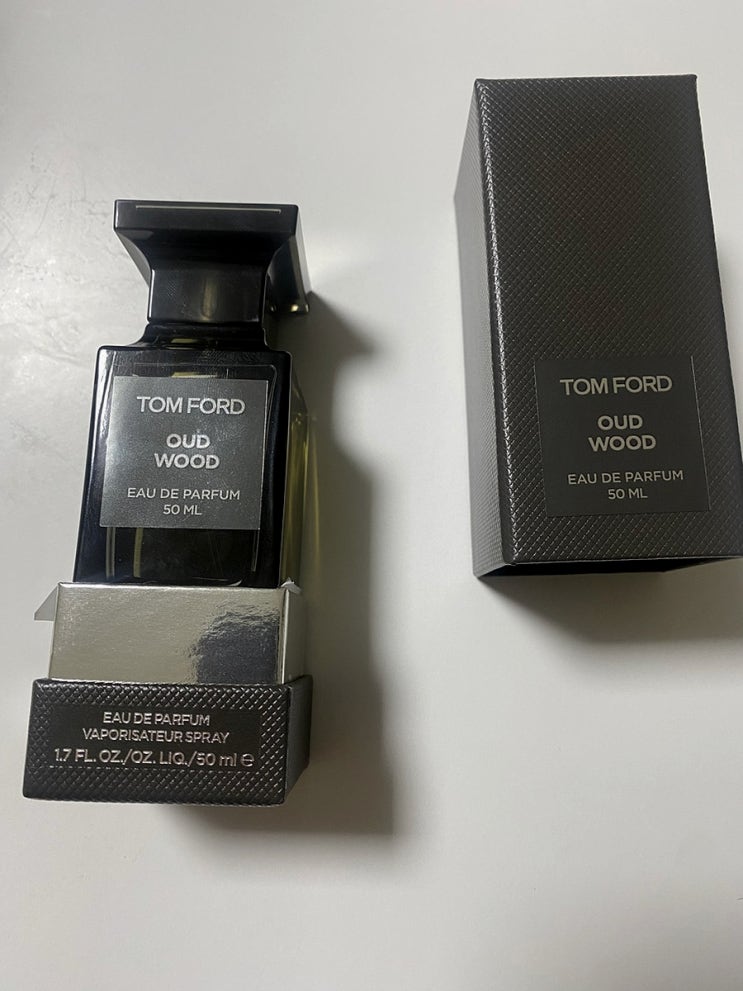 TOM FORD
OUD
WOOD
EAU DE PARFUM
50 ML
EAU DE PARFUM
VAPORISATEUR SPRAY
1.7 FL. OZ./OZ. LIQ./50 ml ℮
TOM FORD
OUD
WOOD
EAU DE PARFUM
50 ML